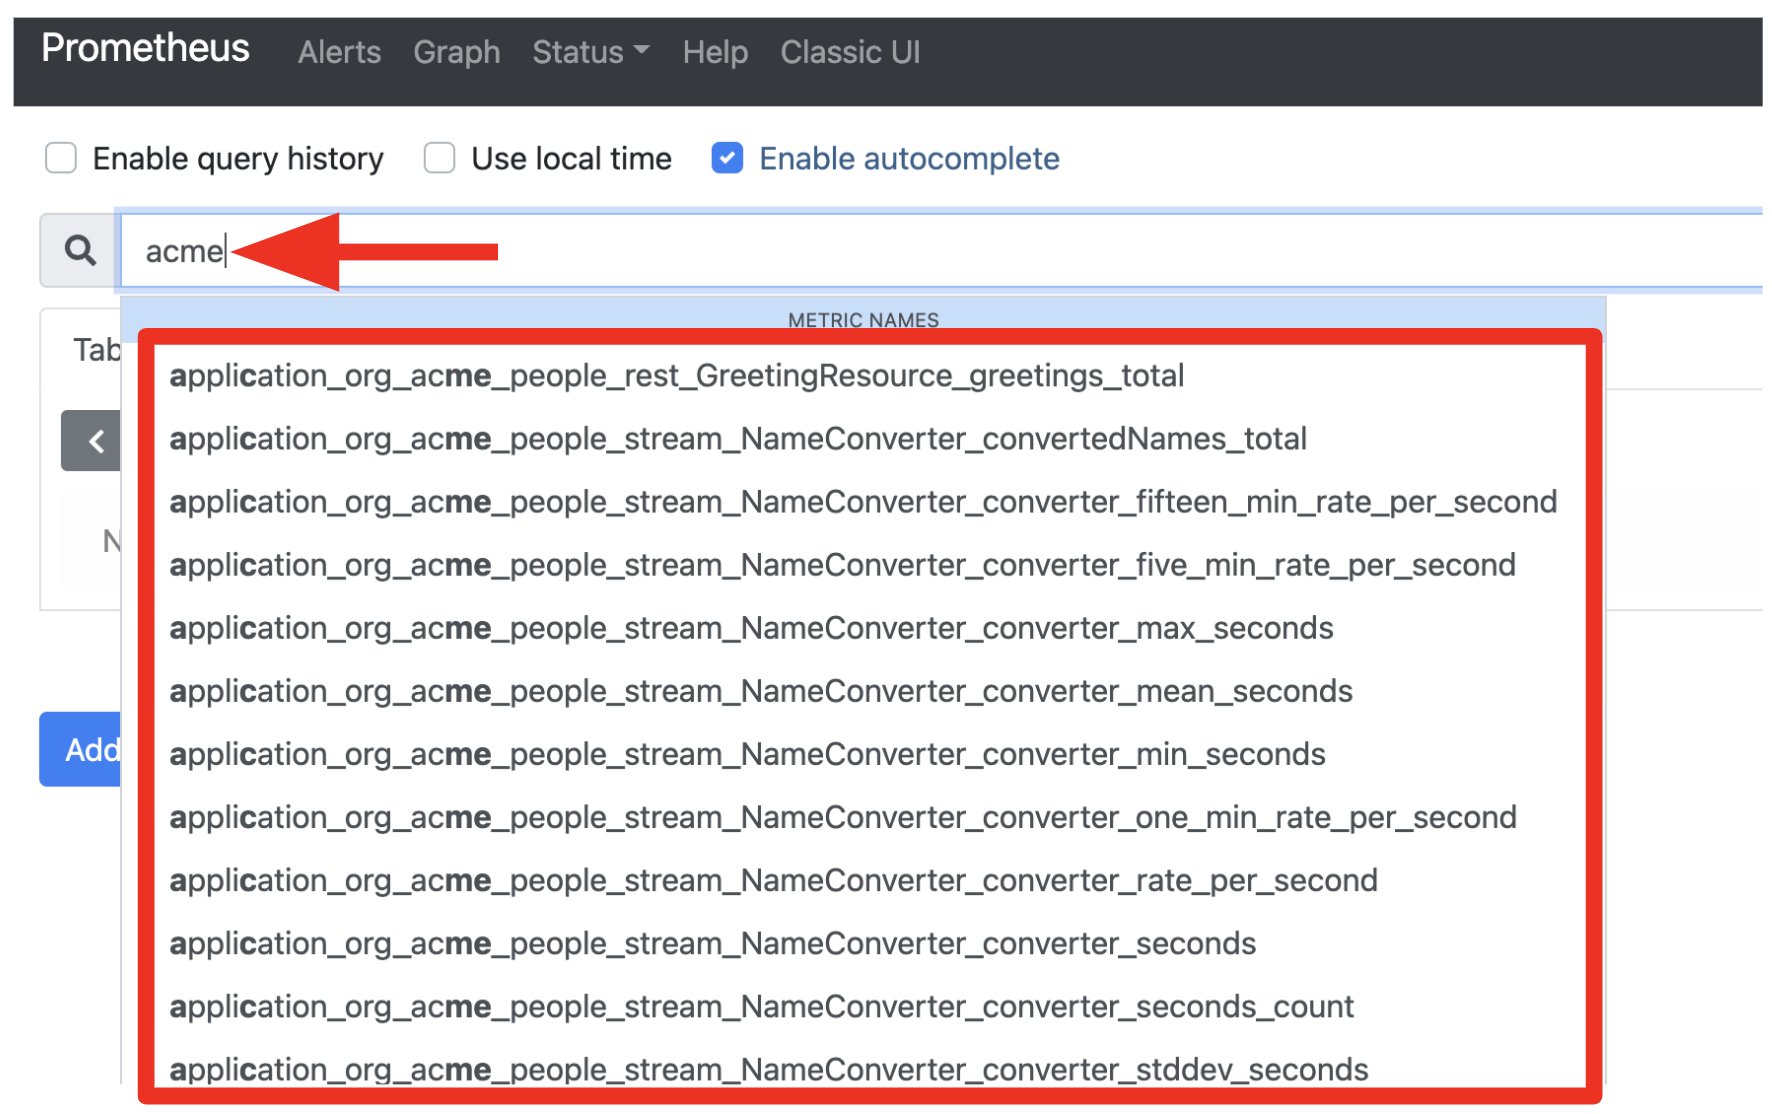 Prometheus Alerts Graph Status Help Classic UI
Enable query history Use local time Enable autocomplete
acme
METRIC NAMES
Tab
application_org_acme_people_rest_GreetingResource_greetings_total
application_org_acme_people_stream_NameConverter_convertedNames_total
application_org_acme_people_stream_NameConverter_converter_fifteen_min_rate_per_second
N
application_org_acme_people_stream_NameConverter_converter_five_min_rate_per_second
application_org_acme_people_stream_NameConverter_converter_max_seconds
application_org_acme_people_stream_NameConverter_converter_mean_seconds
Add
application_org_acme_people_stream_NameConverter_converter_min_seconds
application_org_acme_people_stream_NameConverter_converter_one_min_rate_per_second
application_org_acme_people_stream_NameConverter_converter_rate_per_second
application_org_acme_people_stream_NameConverter_converter_seconds
application_org_acme_people_stream_NameConverter_converter_seconds_count
application_org_acme_people_stream_NameConverter_converter_stddev_seconds